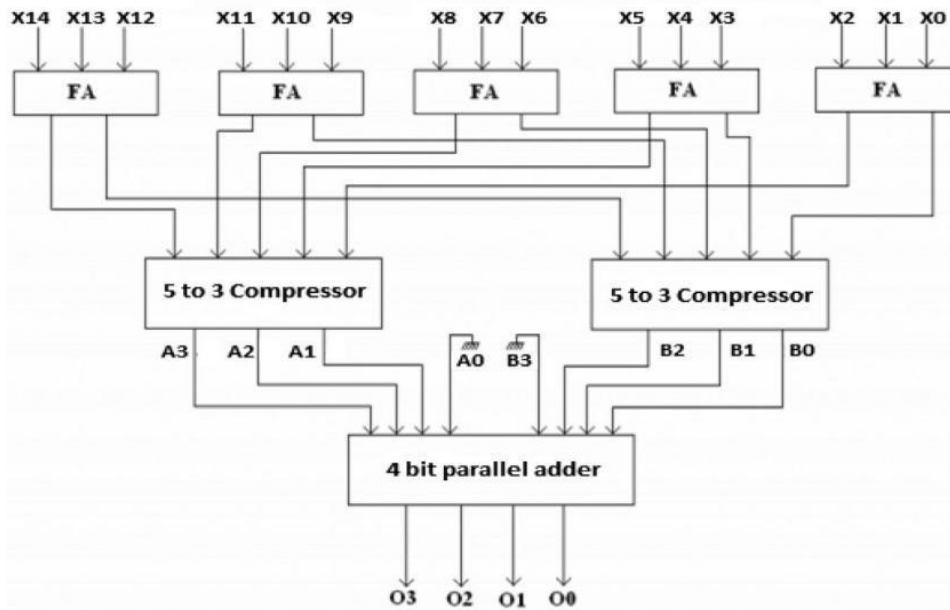 X14 X13 X12 X11 X10 X9 X8 X7 X6 X5 X4 X3 X2 X1 X0
FA FA FA FA FA
5 to 3 Compressor 5 to 3 Compressor
A3 A2 A1 A0 B3 B2 B1 B0
4 bit parallel adder
O3 O2 O1 O0